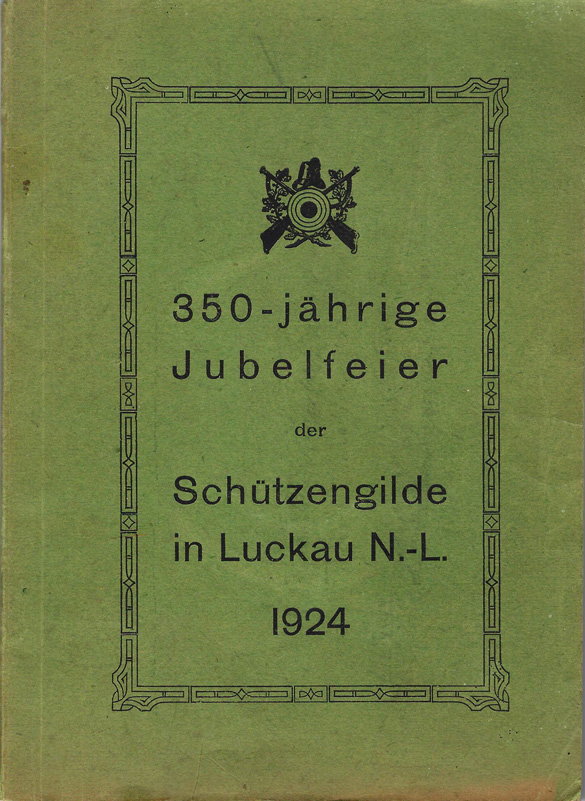 350-jährige
Jubelfeier
der
Schützengilde
in Luckau N.-L.
1924